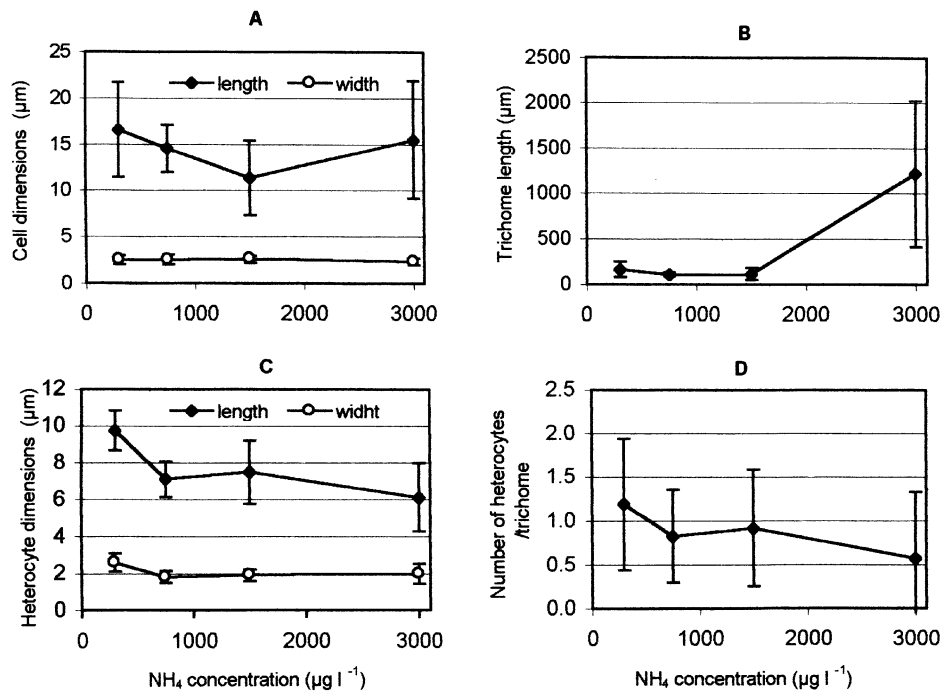 A
Cell dimensions (µm)
25
20
15
10
5
0
length
width
0 1000 2000 3000
B
Trichome length (µm)
2500
2000
1500
1000
500
0
0 1000 2000 3000
C
Heterocyte dimensions (µm)
12
10
8
6
4
2
0
length
widht
0 1000 2000 3000
NH₄ concentration (µg l⁻¹)
D
Number of heterocytes
/trichome
2.5
2.0
1.5
1.0
0.5
0.0
0 1000 2000 3000
NH₄ concentration (µg l⁻¹)